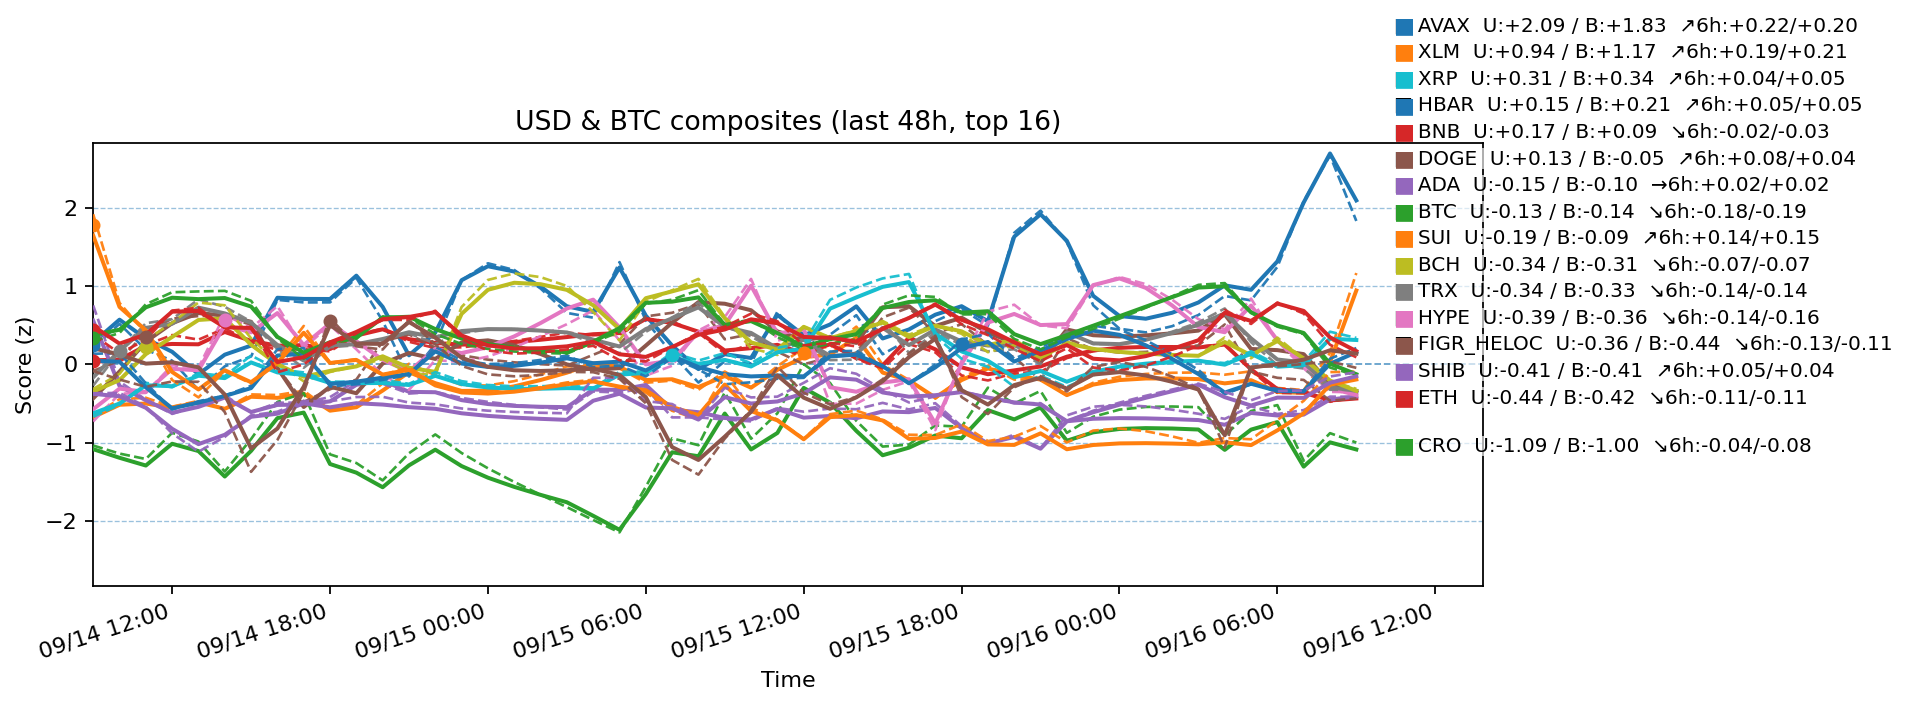 AVAX U:+2.09 / B:+1.83 ↗6h:+0.22/+0.20
XLM U:+0.94 / B:+1.17 ↗6h:+0.19/+0.21
XRP U:+0.31 / B:+0.34 ↗6h:+0.04/+0.05
HBAR U:+0.15 / B:+0.21 ↗6h:+0.05/+0.05
BNB U:+0.17 / B:+0.09 ↘6h:-0.02/-0.03
DOGE U:+0.13 / B:-0.05 ↗6h:+0.08/+0.04
ADA U:-0.15 / B:-0.10 →6h:+0.02/+0.02
BTC U:-0.13 / B:-0.14 ↘6h:-0.18/-0.19
SUI U:-0.19 / B:-0.09 ↗6h:+0.14/+0.15
BCH U:-0.34 / B:-0.31 ↘6h:-0.07/-0.07
TRX U:-0.34 / B:-0.33 ↘6h:-0.14/-0.14
HYPE U:-0.39 / B:-0.36 ↘6h:-0.14/-0.16
FIGR_HELOC U:-0.36 / B:-0.44 ↘6h:-0.13/-0.11
SHIB U:-0.41 / B:-0.41 ↗6h:+0.05/+0.04
ETH U:-0.44 / B:-0.42 ↘6h:-0.11/-0.11
CRO U:-1.09 / B:-1.00 ↘6h:-0.04/-0.08
USD & BTC composites (last 48h, top 16)
Score (z)
2
1
0
−1
−2
09/14 12:00
09/14 18:00
09/15 00:00
09/15 06:00
09/15 12:00
09/15 18:00
09/16 00:00
09/16 06:00
09/16 12:00
Time